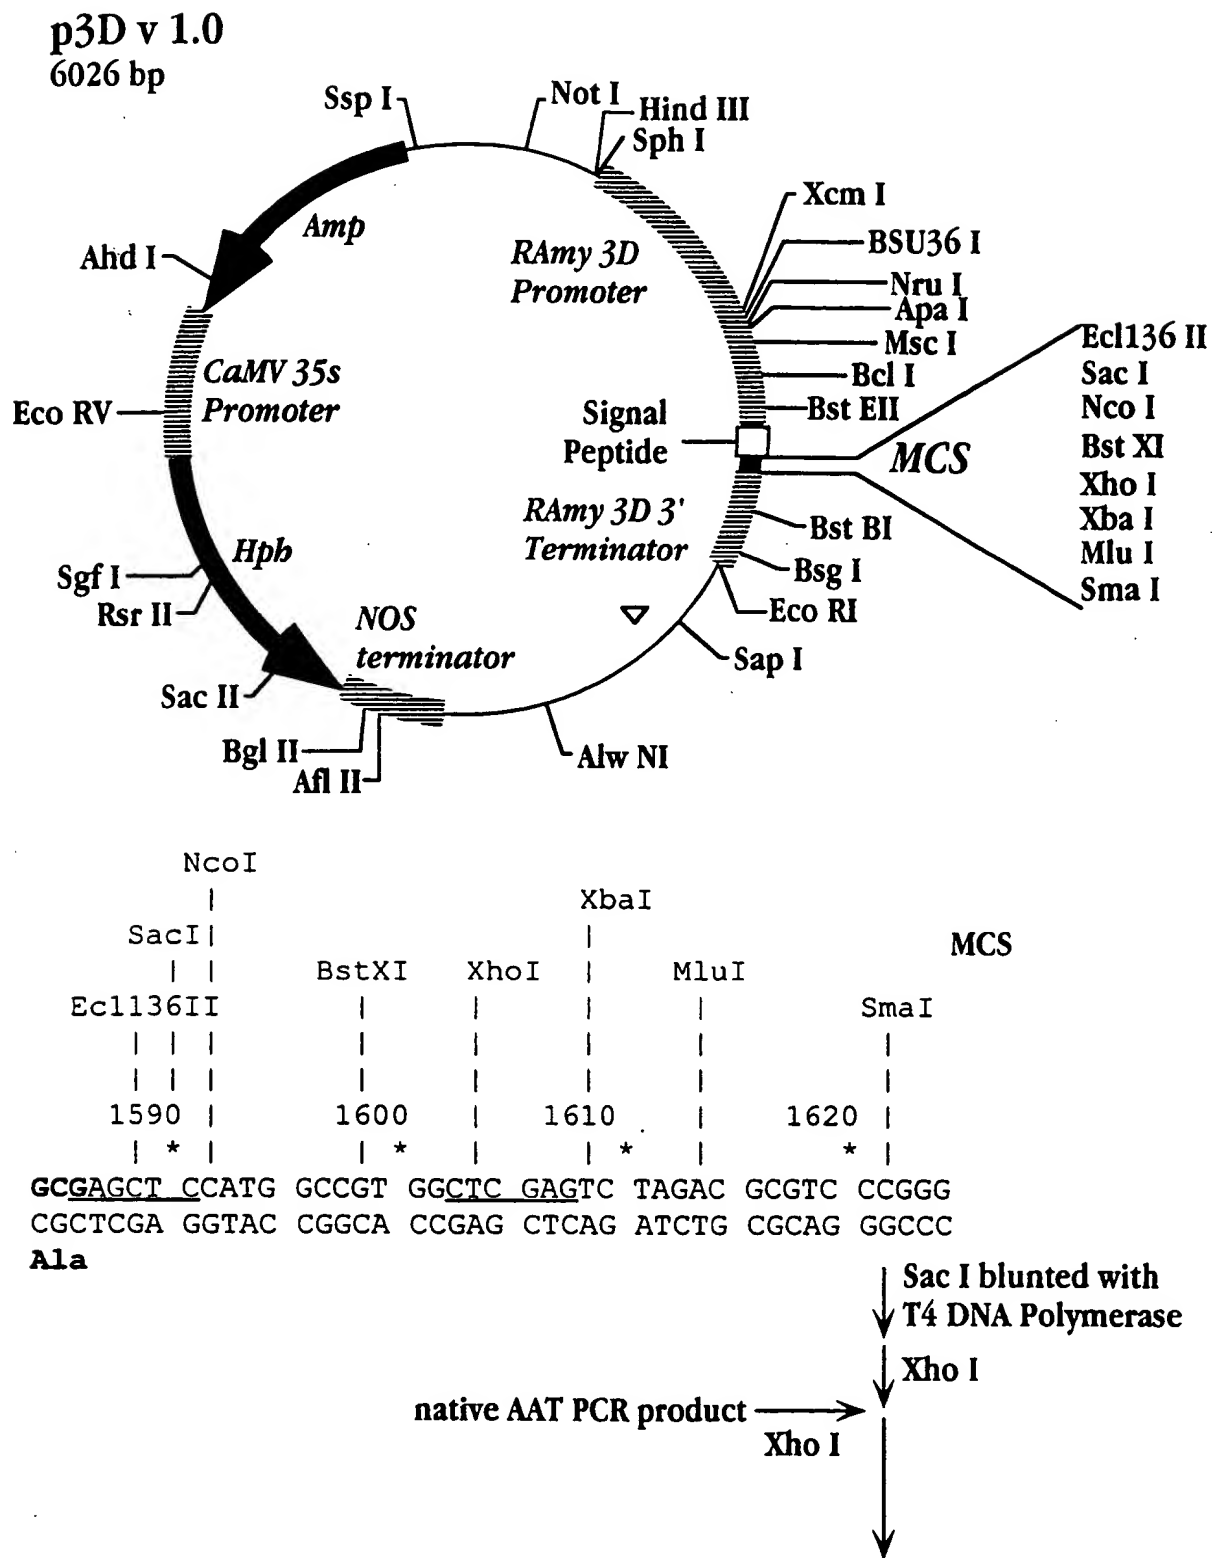 p3D v 1.0
6026 bp
Ssp I
Not I
Hind III
Sph I
Xcm I
BSU36 I
Nru I
Apa I
Msc I
Bcl I
Bst EII
Amp
Ahd I
RAmy 3D
Promoter
CaMV 35s
Promoter
Eco RV
Signal
Peptide
MCS
Ecl136 II
Sac I
Nco I
Bst XI
Xho I
Xba I
Mlu I
Sma I
RAmy 3D 3'
Terminator
Bst BI
Bsg I
Eco RI
Sap I
Hph
Sgf I
Rsr II
NOS
terminator
Sac II
Bgl II
Afl II
Alw NI
NcoI
XbaI
SacI
MCS
BstXI XhoI MluI
Ecl136II SmaI
1590 1600 1610 1620
* * * *
GCGAGCT CCATGG GCCGT GGCTC GAGTC TAGAC GCGTC CCGGG
CGCTCGA GGTAC CGGCA CCGAG CTCAG ATCTG CGCAG GGCCC
Ala
Sac I blunted with
T4 DNA Polymerase
Xho I
native AAT PCR product
Xho I